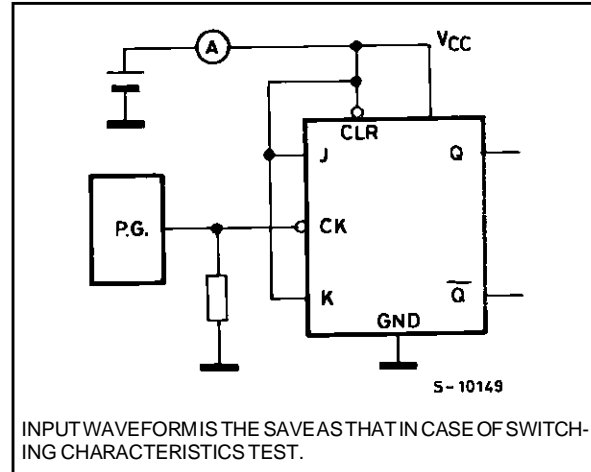 A
VCC
CLR
J
Q
P.G.
CK
K
Q
GND
S-10149
INPUT WAVEFORM IS THE SAVE AS THAT IN CASE OF SWITCH-
ING CHARACTERISTICS TEST.